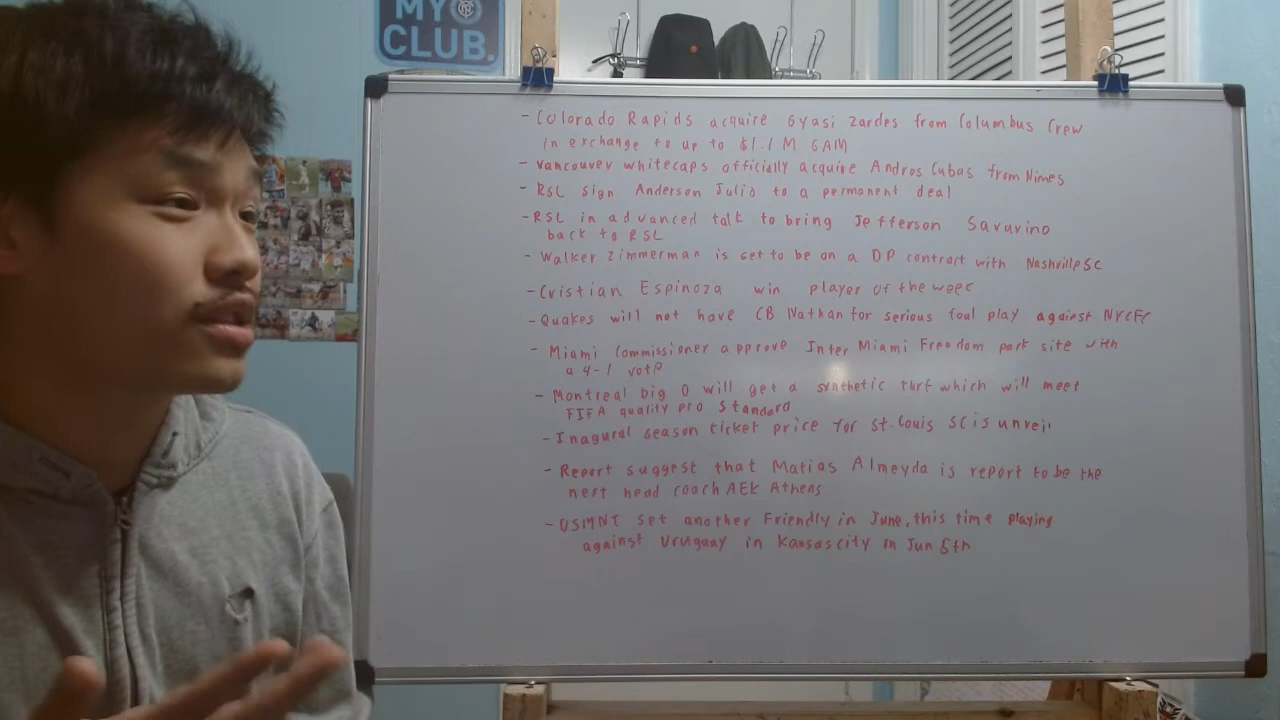 MY
CLUB.
- Colorado Rapids acquire Gyasi Zardes from Columbus Crew
in exchange to up to $1.1 M GAM
- Vancouver whitecaps officially acquire Andros Cubas from Nimes
- RSL sign Anderson Julio to a permanent deal
- RSL in advanced talk to bring Jefferson Savarino
back to RSL
- Walker Zimmerman is set to be on a DP contract with Nashville SC
- Cristian Espinoza win player of the week
- Quakes will not have CB Nathan for serious foul play against NYCFC
- Miami Commissioner approve Inter Miami Freedom park site with
a 4-1 vote
- Montreal big O will get a synthetic turf which will meet
FIFA quality pro standard
- Inagural season ticket price for St. Louis SC is unveil
- Report suggest that Matias Almeyda is report to be the
next head coach AEK Athens
- USMNT set another Friendly in June, this time playing
against Uruguay in Kansas city on Jun 5th